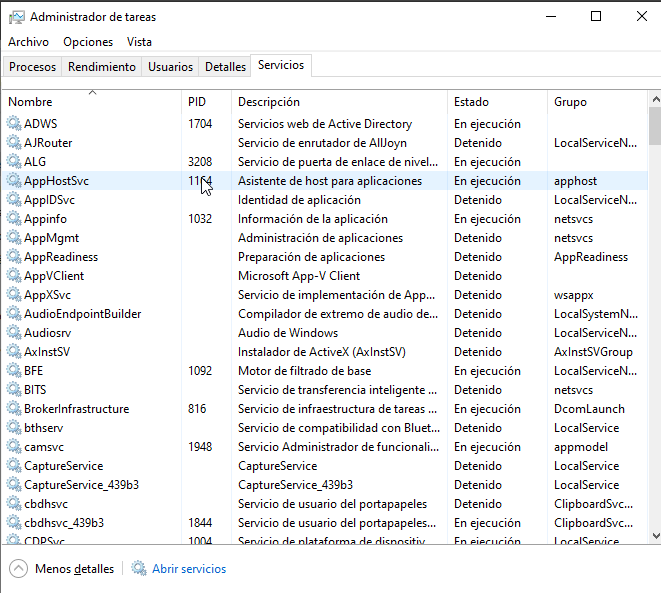 Administrador de tareas
Archivo Opciones Vista
Procesos Rendimiento Usuarios Detalles Servicios
Nombre PID Descripción Estado Grupo
ADWS 1704 Servicios web de Active Directory En ejecución
AJRouter Servicio de enrutador de AllJoyn Detenido LocalServiceN...
ALG 3208 Servicio de puerta de enlace de nivel... En ejecución
AppHostSvc Asistente de host para aplicaciones En ejecución apphost
AppIDSvc Identidad de aplicación Detenido LocalServiceN...
Appinfo 1032 Información de la aplicación En ejecución netsvcs
AppMgmt Administración de aplicaciones Detenido netsvcs
AppReadiness Preparación de aplicaciones Detenido AppReadiness
AppVClient Microsoft App-V Client Detenido
AppXSvc Servicio de implementación de App... Detenido wsappx
AudioEndpointBuilder Compilador de extremo de audio de... Detenido LocalSystemN...
Audiosrv Audio de Windows Detenido LocalServiceN...
AxInstSV Instalador de ActiveX (AxInstSV) Detenido AxInstSVGroup
BFE 1092 Motor de filtrado de base En ejecución LocalServiceN...
BITS Servicio de transferencia inteligente ... Detenido netsvcs
BrokerInfrastructure 816 Servicio de infraestructura de tareas ... En ejecución DcomLaunch
bthserv Servicio de compatibilidad con Bluet... Detenido LocalService
camsvc 1948 Servicio Administrador de funcionali... En ejecución appmodel
CaptureService CaptureService Detenido LocalService
CaptureService_439b3 CaptureService_439b3 Detenido LocalService
cbdhsvc Servicio de usuario del portapapeles Detenido ClipboardSvc...
cbdhsvc_439b3 1844 Servicio de usuario del portapapeles... En ejecución ClipboardSvc...
CDPSvc 1004 Servicio de plataforma de dispositiv... En ejecución LocalService
Menos detalles Abrir servicios